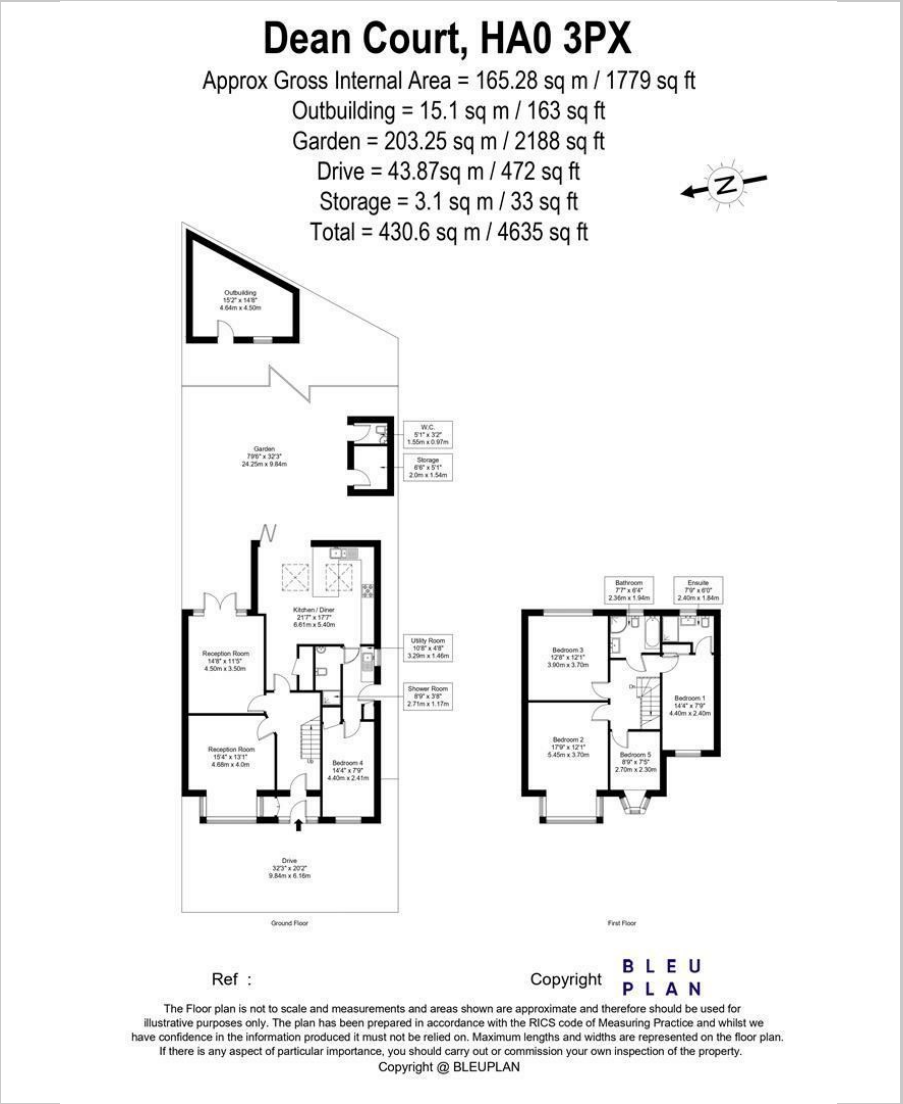 Dean Court, HA0 3PX
Approx Gross Internal Area = 165.28 sq m / 1779 sq ft
Outbuilding = 15.1 sq m / 163 sq ft
Garden = 203.25 sq m / 2188 sq ft
Drive = 43.87sq m / 472 sq ft
Storage = 3.1 sq m / 33 sq ft
Total = 430.6 sq m / 4635 sq ft
N
Outbuilding
15'2" x 14'8"
4.64m x 4.50m
W.C.
5'1" x 3'2"
1.55m x 0.97m
Garden
79'6" x 32'3"
24.25m x 9.84m
Storage
6'6" x 5'1"
2.0m x 1.54m
Kitchen / Diner
21'7" x 17'7"
6.61m x 5.40m
Utility Room
10'8" x 4'8"
3.29m x 1.46m
Reception Room
14'8" x 11'5"
4.50m x 3.50m
Shower Room
8'9" x 3'8"
2.71m x 1.17m
Reception Room
15'4" x 13'1"
4.68m x 4.0m
Up
Bedroom 4
14'4" x 7'9"
4.40m x 2.41m
Drive
32'3" x 20'2"
9.84m x 6.16m
Ground Floor
Bathroom
7'7" x 6'4"
2.36m x 1.94m
Ensuite
7'9" x 6'0"
2.40m x 1.84m
Bedroom 3
12'8" x 12'1"
3.90m x 3.70m
Dn
Bedroom 1
14'4" x 7'9"
4.40m x 2.40m
Bedroom 2
17'9" x 12'1"
5.45m x 3.70m
Bedroom 5
8'9" x 7'5"
2.70m x 2.30m
First Floor
Ref :
Copyright
BLEU
PLAN
The Floor plan is not to scale and measurements and areas shown are approximate and therefore should be used for
illustrative purposes only. The plan has been prepared in accordance with the RICS code of Measuring Practice and whilst we
have confidence in the information produced it must not be relied on. Maximum lengths and widths are represented on the floor plan.
If there is any aspect of particular importance, you should carry out or commission your own inspection of the property.
Copyright @ BLEUPLAN